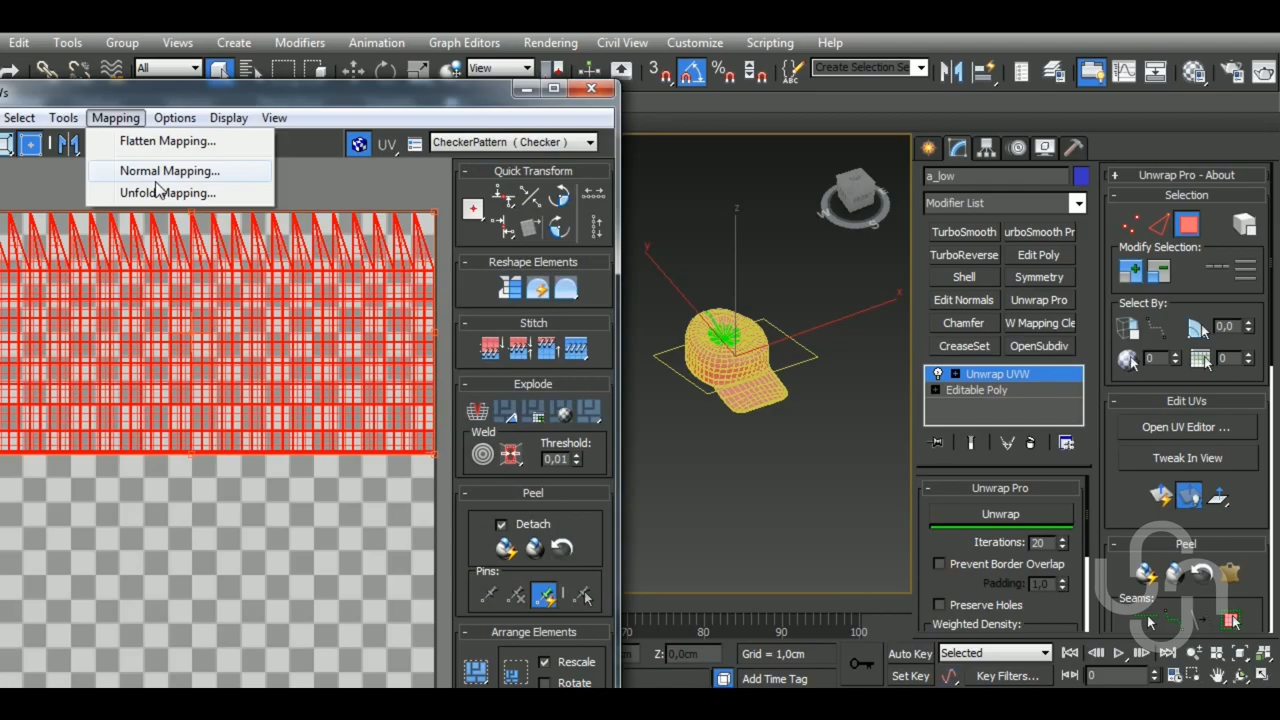 Edit Tools Group Views Create Modifiers Animation Graph Editors Rendering Civil View Customize Scripting Help
All
View
3
ABC
Create Selection Se
Vs
Select Tools Mapping Options Display View
Flatten Mapping...
Normal Mapping...
Unfold Mapping...
UV
CheckerPattern ( Checker )
Quick Transform
Reshape Elements
Stitch
Explode
Weld
Threshold:
0,01
Peel
Detach
Pins:
Arrange Elements
Rescale
Rotate
z
y
x
a_low
Modifier List
TurboSmooth
urboSmooth Pr
TurboReverse
Edit Poly
Shell
Symmetry
Edit Normals
Unwrap Pro
Chamfer
W Mapping Cle
CreaseSet
OpenSubdiv
Unwrap UVW
Editable Poly
Unwrap Pro
Unwrap
Iterations: 20
Prevent Border Overlap
Padding: 1,0
Preserve Holes
Weighted Density:
Unwrap Pro - About
Selection
Modify Selection:
Select By:
0,0
0
0
Edit UVs
Open UV Editor ...
Tweak In View
Peel
Seams:
70 80 90 100
Z: 0,0cm
Grid = 1,0cm
Add Time Tag
Auto Key
Selected
Set Key
Key Filters...
0